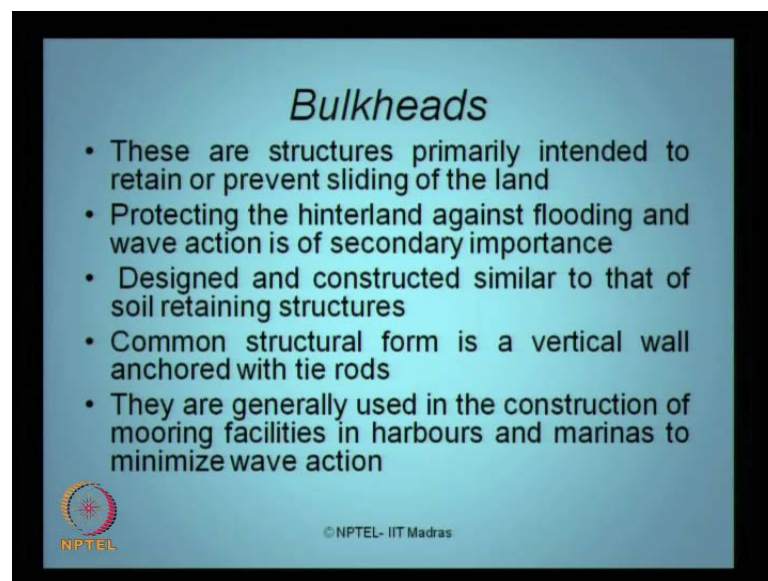 Bulkheads
• These are structures primarily intended to
retain or prevent sliding of the land
• Protecting the hinterland against flooding and
wave action is of secondary importance
• Designed and constructed similar to that of
soil retaining structures
• Common structural form is a vertical wall
anchored with tie rods
• They are generally used in the construction of
mooring facilities in harbours and marinas to
minimize wave action
NPTEL
© NPTEL- IIT Madras